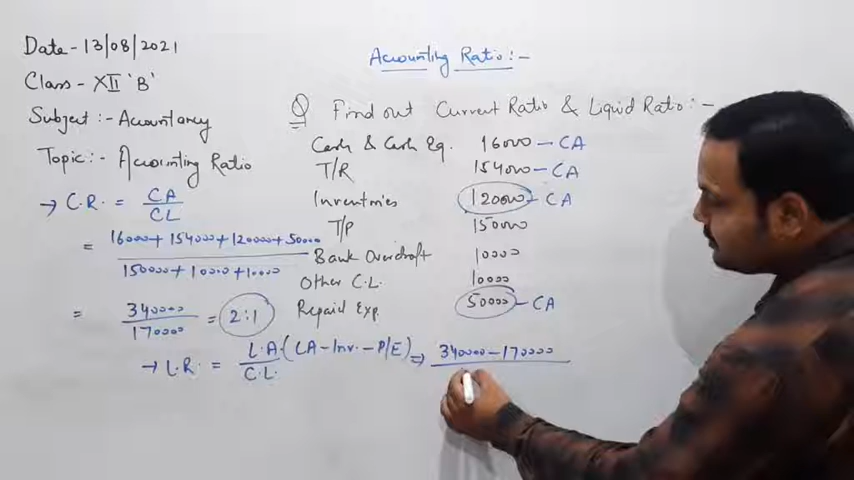 Date- 13/08/2021
Class- XII 'B'
Subject:- Accountancy
Topic:- Accounting Ratio
Accounting Ratio:-
Q Find out Current Ratio & Liquid Ratio:-
Cash & Cash Eq. 16000 - CA
T/R 154000 - CA
Inventories 120000 - CA
T/P 150000
Bank Overdraft 10000
Other C.L. 10000
Repaid Exp. 50000 - CA
→ C.R. = CA / CL
= 16000+ 154000+120000+50000 / 150000+10000+10000
= 340000 / 170000 = 2:1
→ L.R. = L.A. (CA-Inv.-P/E) / C.L. ⇒ 340000-170000